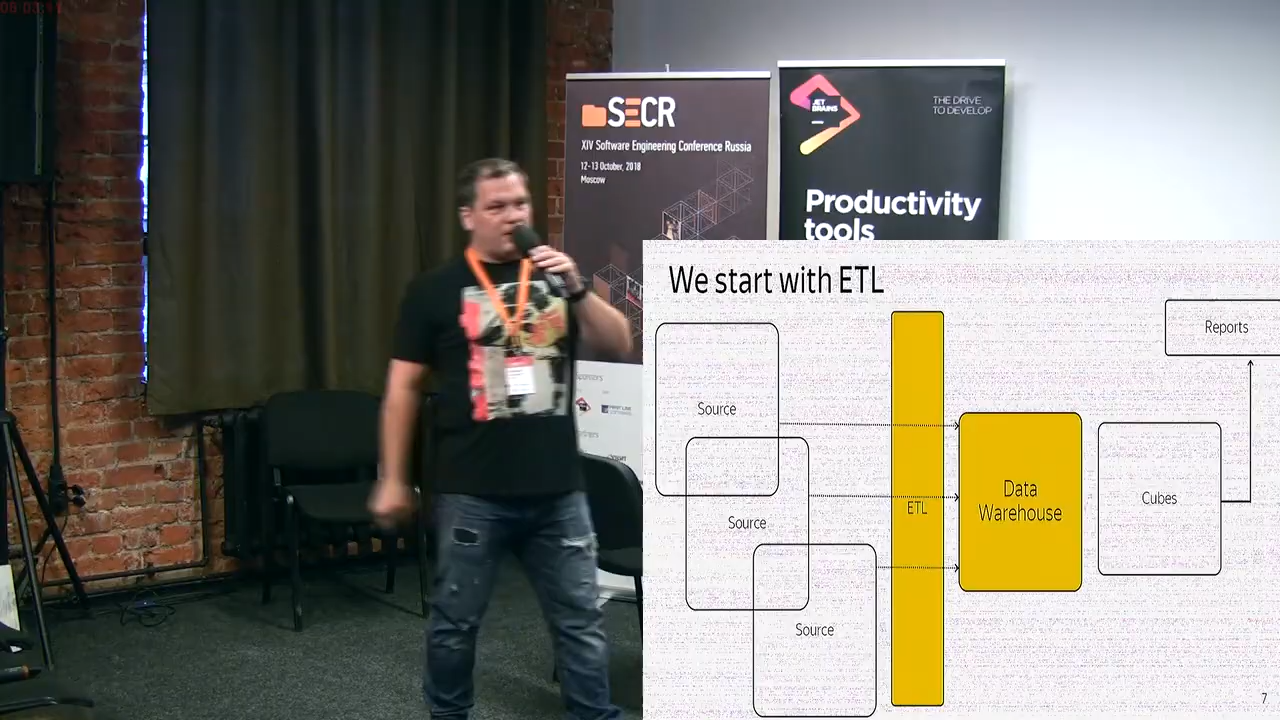 SECR
XIV Software Engineering Conference Russia
12-13 October, 2018
Moscow
JET
BRAINS
THE DRIVE
TO DEVELOP
Productivity
tools
We start with ETL
Reports
Source
Source
Source
ETL
Data
Warehouse
Cubes
7